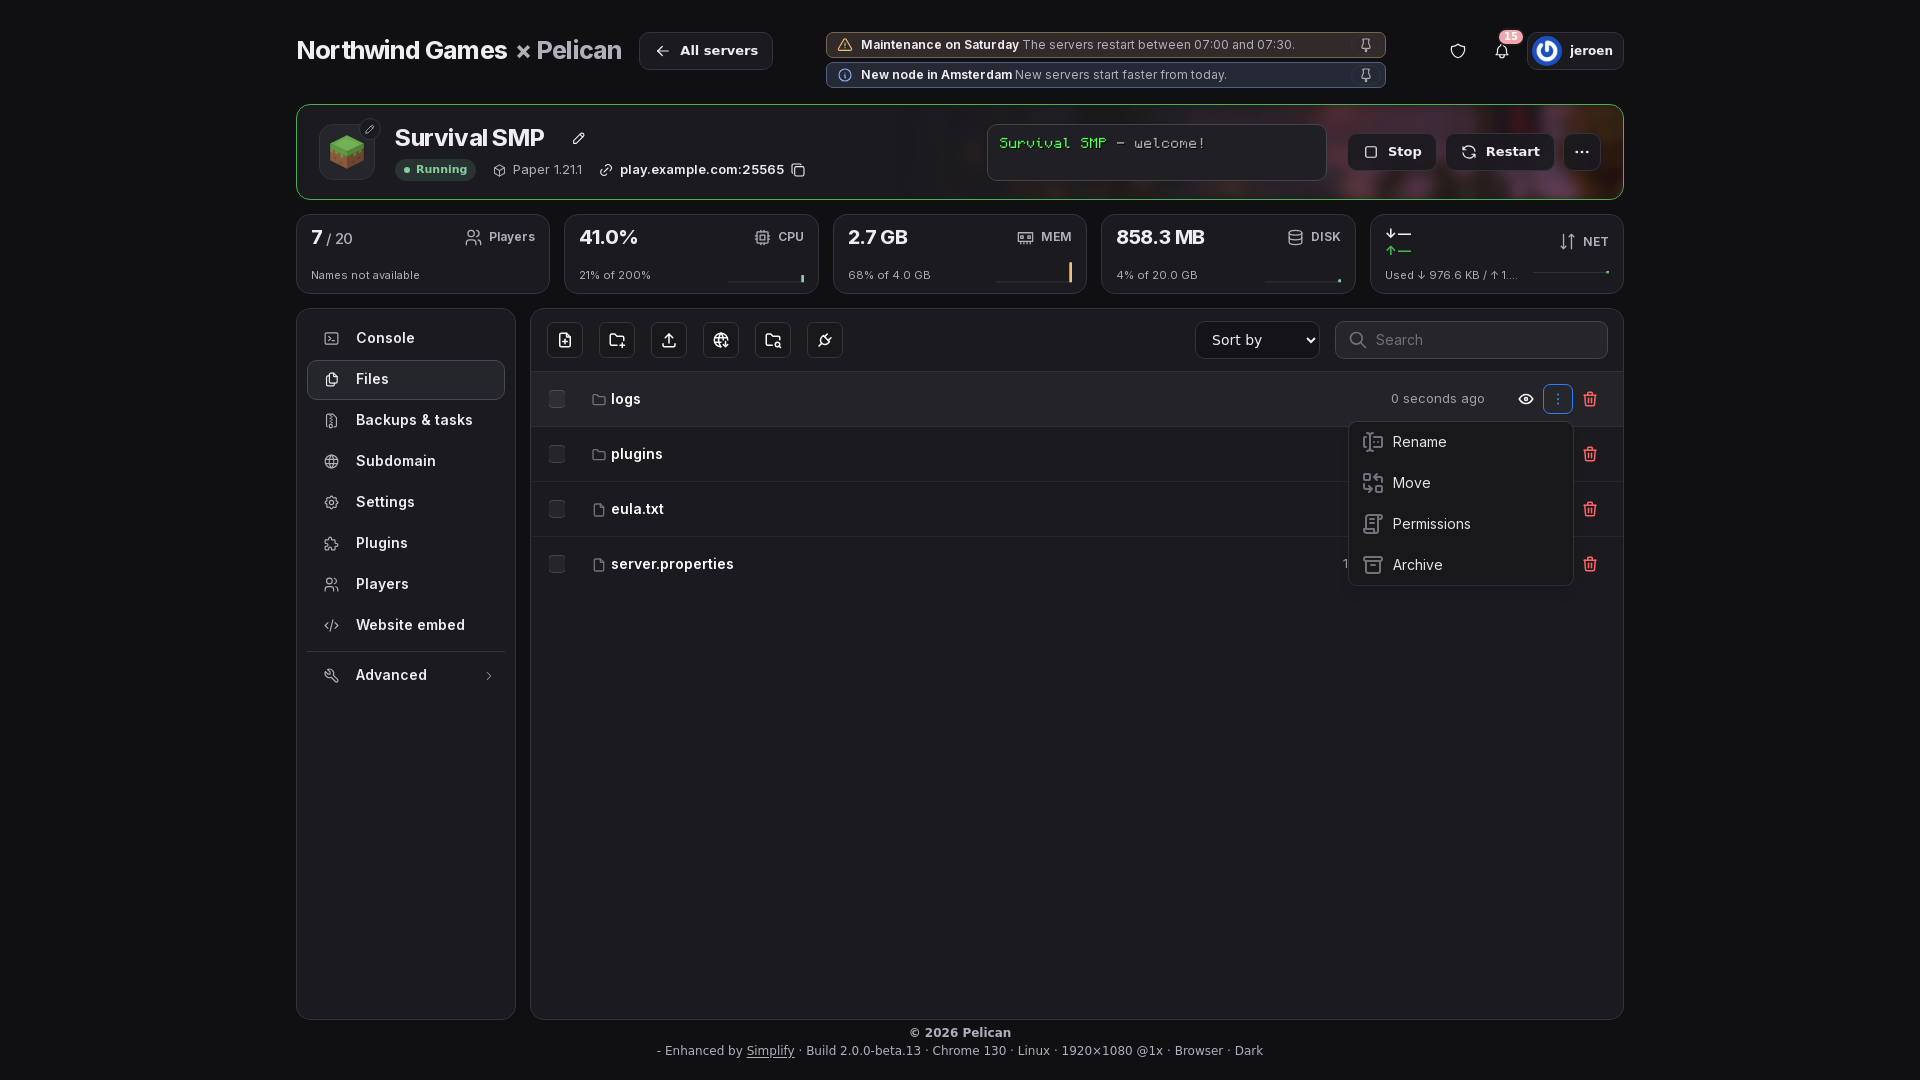 Northwind Games × Pelican
All servers
Maintenance on Saturday The servers restart between 07:00 and 07:30.
New node in Amsterdam New servers start faster from today.
15
jeroen
Survival SMP
Running
Paper 1.21.1
play.example.com:25565
Survival SMP - welcome!
Stop
Restart
7 / 20
Players
Names not available
41.0%
CPU
21% of 200%
2.7 GB
MEM
68% of 4.0 GB
858.3 MB
DISK
4% of 20.0 GB
↓—
↑—
NET
Used ↓ 976.6 KB / ↑ 1...
Console
Files
Backups & tasks
Subdomain
Settings
Plugins
Players
Website embed
Advanced
Sort by
Search
logs
0 seconds ago
plugins
eula.txt
server.properties
1
Rename
Move
Permissions
Archive
© 2026 Pelican
- Enhanced by Simplify · Build 2.0.0-beta.13 · Chrome 130 · Linux · 1920×1080 @1x · Browser · Dark